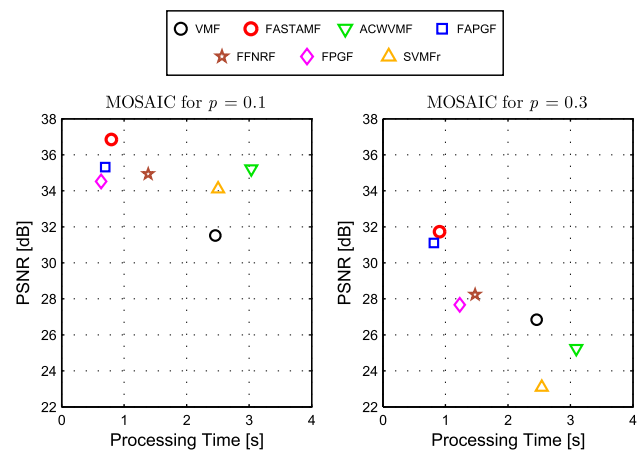 VMF FASTAMF ACWVMF FAPGF
FFNRF FPGF SVMFr
MOSAIC for p = 0.1
38
36
34
32
30
28
26
24
22
0 1 2 3 4
PSNR [dB]
Processing Time [s]
MOSAIC for p = 0.3
38
36
34
32
30
28
26
24
22
0 1 2 3 4
PSNR [dB]
Processing Time [s]